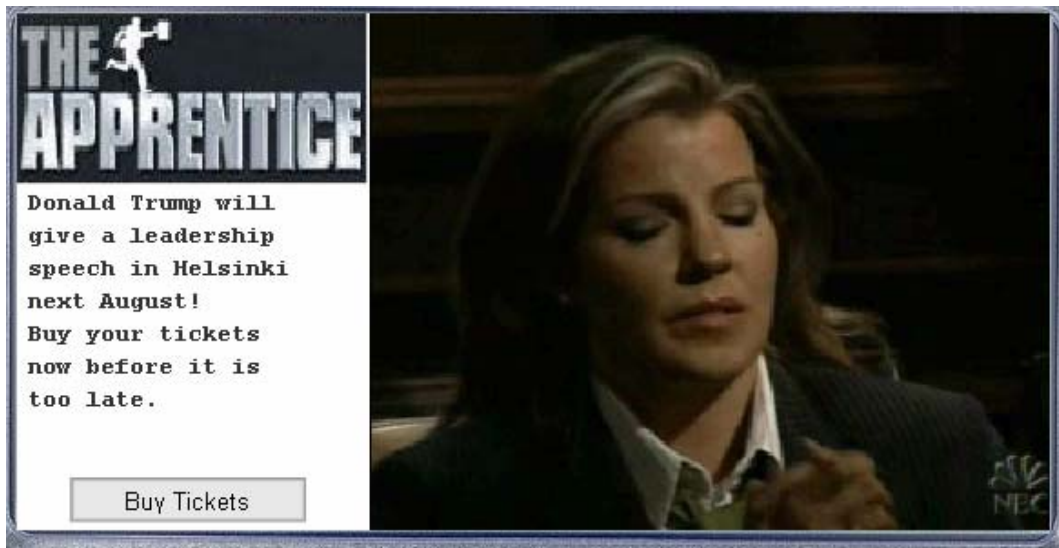 THE
APPRENTICE
Donald Trump will
give a leadership
speech in Helsinki
next August!
Buy your tickets
now before it is
too late.
Buy Tickets
NBC